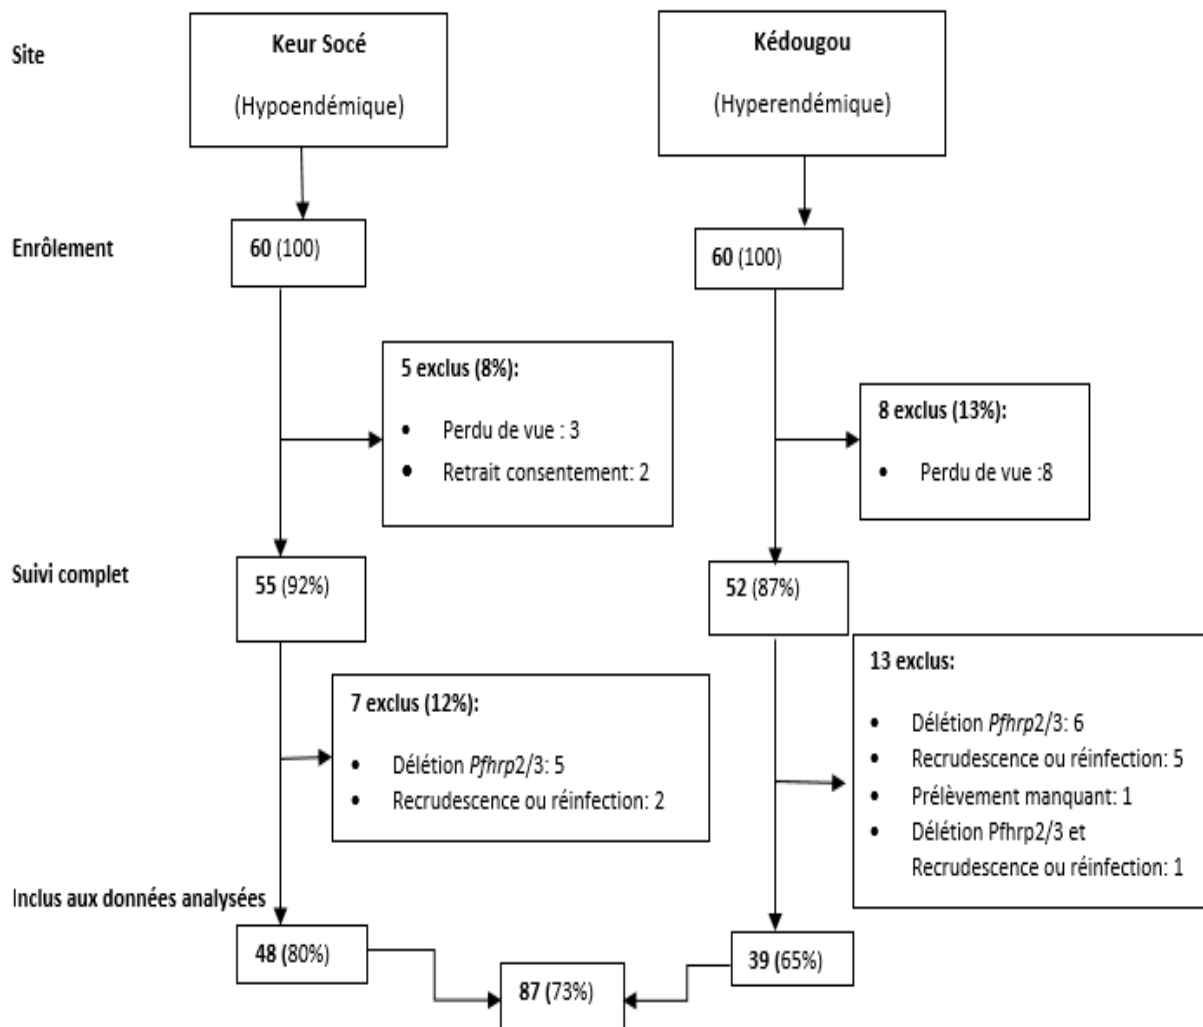 Site
Keur Socé
(Hypoendémique)
Kédougou
(Hyperendémique)
Enrôlement
60 (100)
60 (100)
5 exclus (8%):
• Perdu de vue : 3
• Retrait consentement: 2
8 exclus (13%):
• Perdu de vue :8
Suivi complet
55 (92%)
52 (87%)
7 exclus (12%):
• Délétion Pfhrp2/3: 5
• Recrudescence ou réinfection: 2
13 exclus:
• Délétion Pfhrp2/3: 6
• Recrudescence ou réinfection: 5
• Prélèvement manquant: 1
• Délétion Pfhrp2/3 et
Recrudescence ou réinfection: 1
Inclus aux données analysées
48 (80%)
39 (65%)
87 (73%)